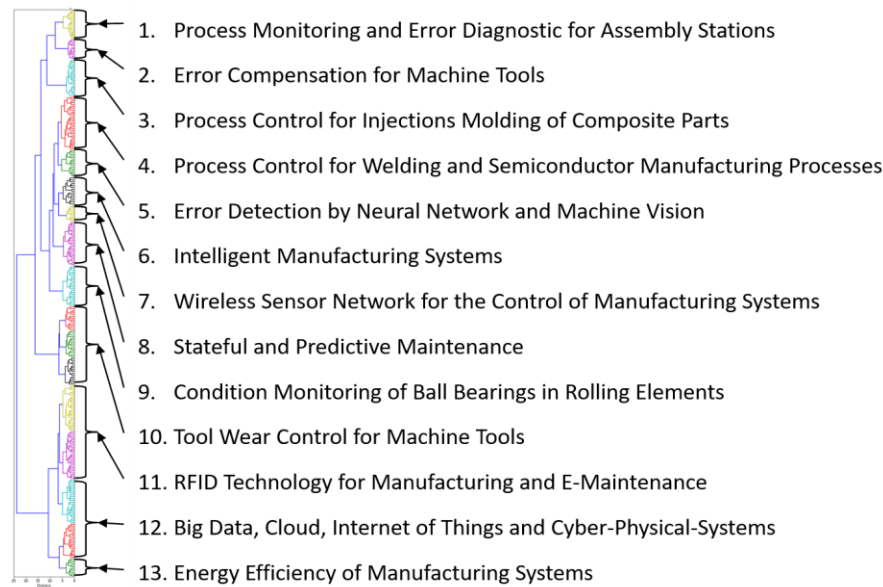 1. Process Monitoring and Error Diagnostic for Assembly Stations
2. Error Compensation for Machine Tools
3. Process Control for Injections Molding of Composite Parts
4. Process Control for Welding and Semiconductor Manufacturing Processes
5. Error Detection by Neural Network and Machine Vision
6. Intelligent Manufacturing Systems
7. Wireless Sensor Network for the Control of Manufacturing Systems
8. Stateful and Predictive Maintenance
9. Condition Monitoring of Ball Bearings in Rolling Elements
10. Tool Wear Control for Machine Tools
11. RFID Technology for Manufacturing and E-Maintenance
12. Big Data, Cloud, Internet of Things and Cyber-Physical-Systems
13. Energy Efficiency of Manufacturing Systems